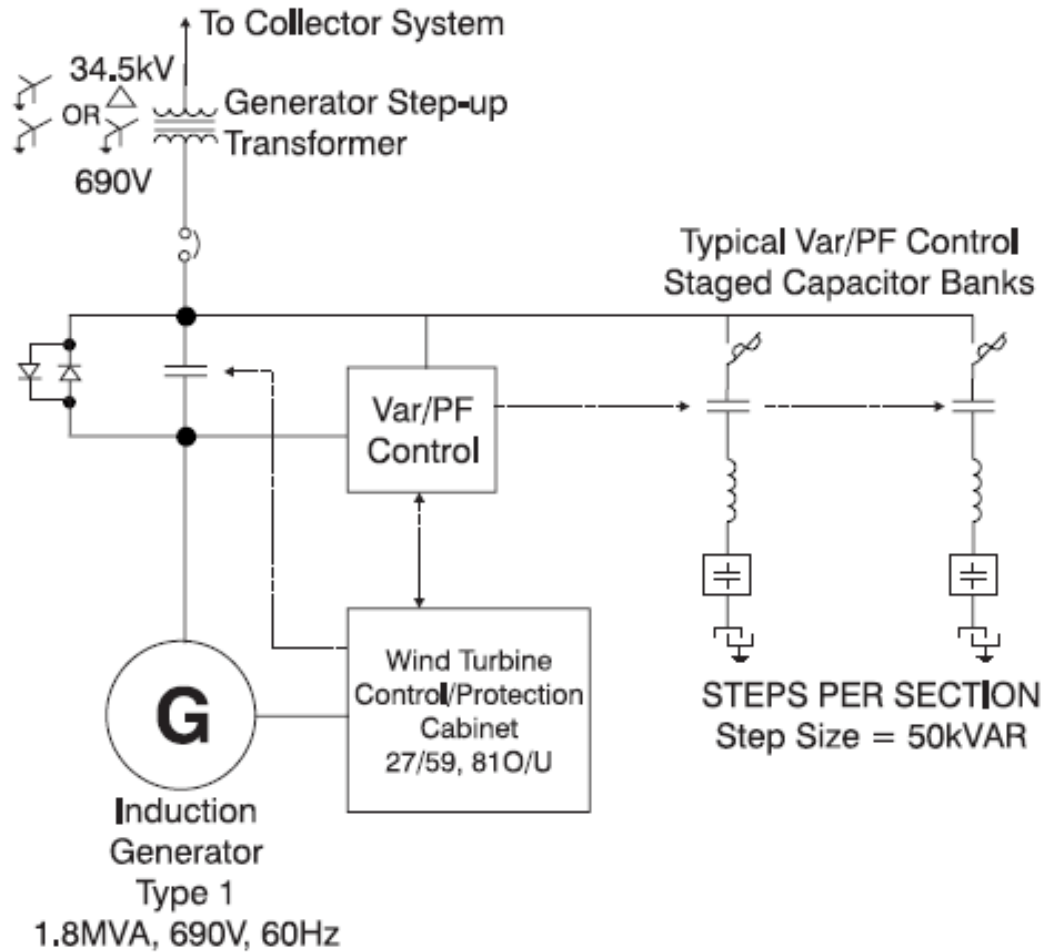 To Collector System
34.5kV
OR
Generator Step-up
Transformer
690V
Typical Var/PF Control
Staged Capacitor Banks
Var/PF
Control
Wind Turbine
Control/Protection
Cabinet
27/59, 81O/U
G
STEPS PER SECTION
Step Size = 50kVAR
Induction
Generator
Type 1
1.8MVA, 690V, 60Hz